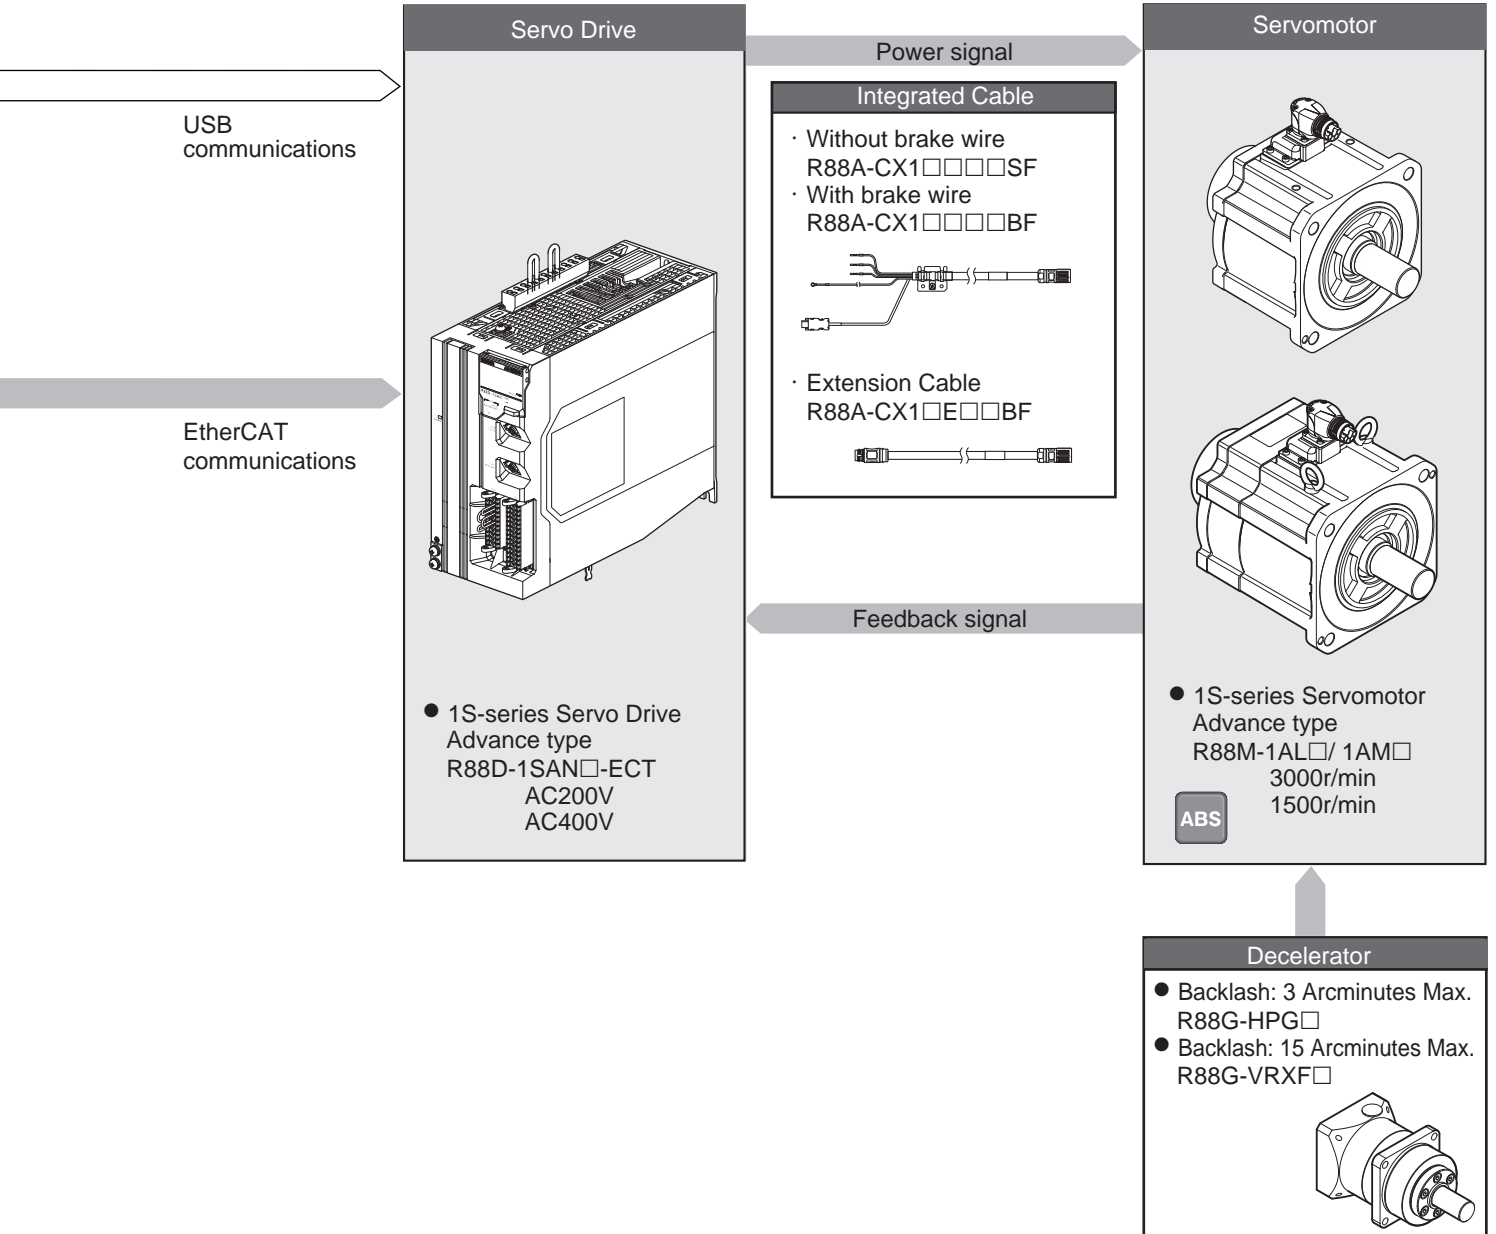 USB
communications
EtherCAT
communications
Servo Drive
● 1S-series Servo Drive
Advance type
R88D-1SAN□-ECT
AC200V
AC400V
Power signal
Integrated Cable
· Without brake wire
R88A-CX1□□□□SF
· With brake wire
R88A-CX1□□□□BF
· Extension Cable
R88A-CX1□E□□BF
Feedback signal
Servomotor
● 1S-series Servomotor
Advance type
R88M-1AL□/ 1AM□
3000r/min
1500r/min
ABS
Decelerator
● Backlash: 3 Arcminutes Max.
R88G-HPG□
● Backlash: 15 Arcminutes Max.
R88G-VRXF□